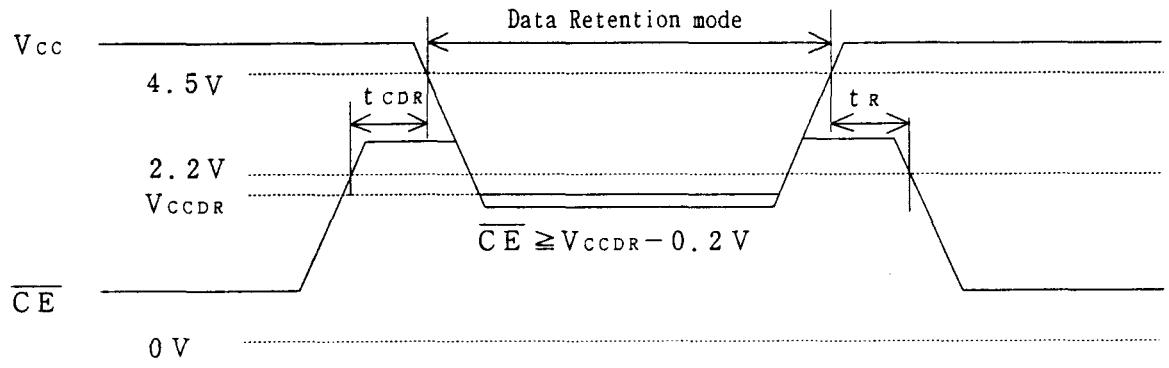 Data Retention mode
VCC
4.5V
tCDR
tR
2.2V
VCCDR
CE≧VCCDR-0.2V
CE
0V